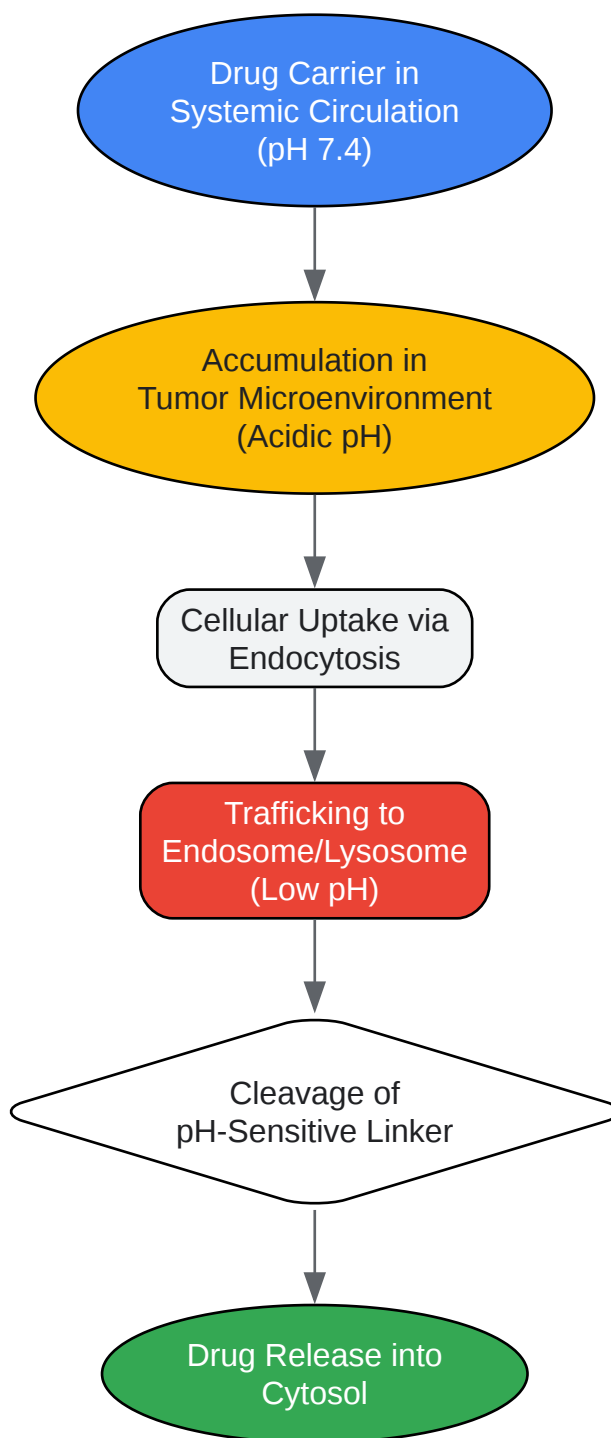 Drug Carrier in
Systemic Circulation
(pH 7.4)
Accumulation in
Tumor Microenvironment
(Acidic pH)
Cellular Uptake via
Endocytosis
Trafficking to
Endosome/Lysosome
(Low pH)
Cleavage of
pH-Sensitive Linker
Drug Release into
Cytosol